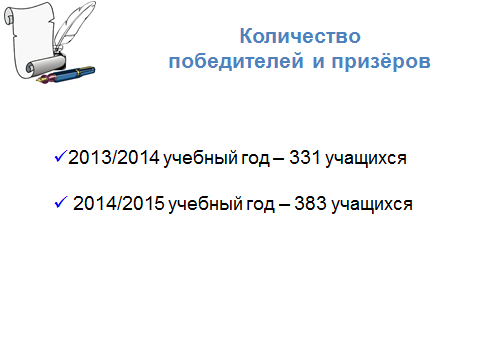 Количество
победителей и призёров
✓2013/2014 учебный год – 331 учащихся
✓ 2014/2015 учебный год – 383 учащихся